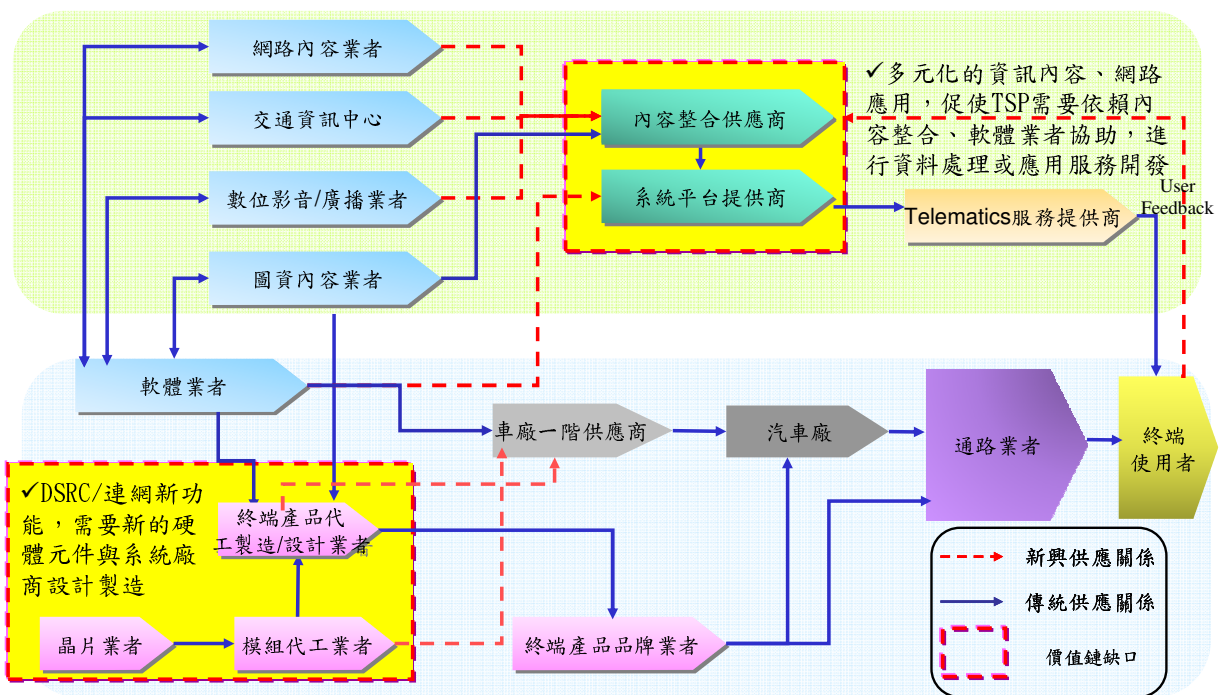 網路內容業者
交通資訊中心
數位影音/廣播業者
圖資內容業者
內容整合供應商
系統平台提供商
✓多元化的資訊內容、網路
應用，促使TSP需要依賴內
容整合、軟體業者協助，進
行資料處理或應用服務開發
User
Feedback
Telematics服務提供商
軟體業者
車廠一階供應商
汽車廠
通路業者
終端
使用者
✓DSRC/連網新功
能，需要新的硬
體元件與系統廠
商設計製造
終端產品代
工製造/設計業者
晶片業者
模組代工業者
終端產品品牌業者
新興供應關係
傳統供應關係
價值鏈缺口